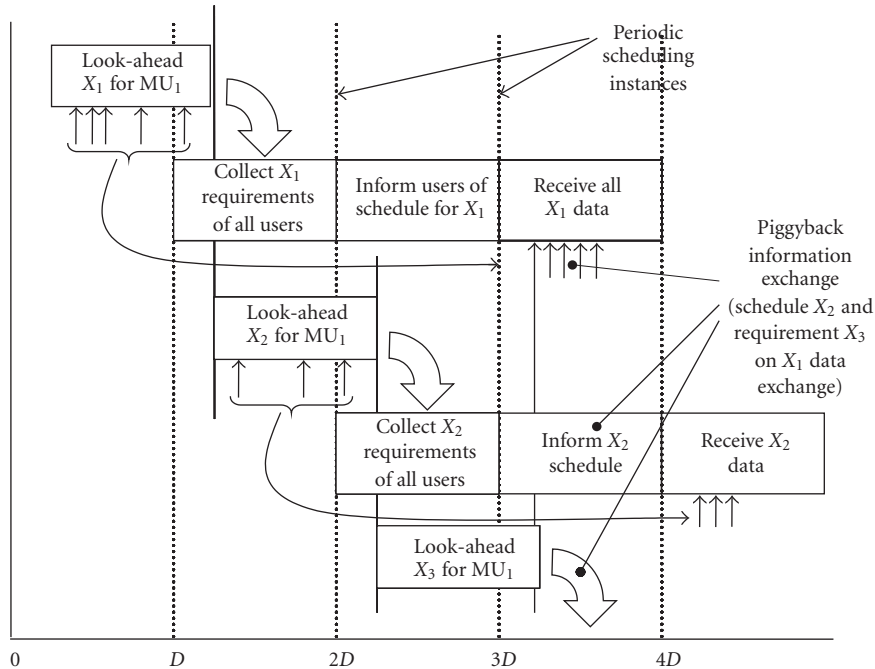 Look-ahead
X₁ for MU₁
Periodic
scheduling
instances
Collect X₁
requirements
of all users
Inform users of
schedule for X₁
Receive all
X₁ data
Piggyback
information
exchange
(schedule X₂ and
requirement X₃
on X₁ data
exchange)
Look-ahead
X₂ for MU₁
Collect X₂
requirements
of all users
Inform X₂
schedule
Receive X₂
data
Look-ahead
X₃ for MU₁
0
D
2D
3D
4D